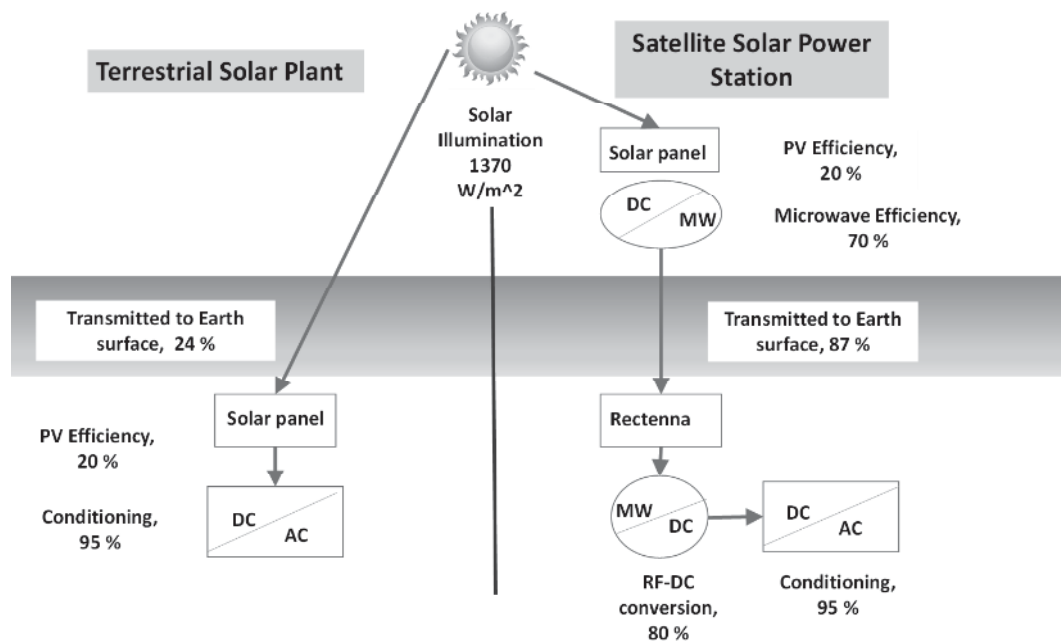 Terrestrial Solar Plant
Satellite Solar Power
Station
Solar
Illumination
1370
W/m^2
Solar panel
PV Efficiency,
20 %
DC
MW
Microwave Efficiency,
70 %
Transmitted to Earth
surface, 24 %
Transmitted to Earth
surface, 87 %
Solar panel
PV Efficiency,
20 %
Conditioning,
95 %
DC
AC
Rectenna
MW
DC
DC
AC
RF-DC
conversion,
80 %
Conditioning,
95 %